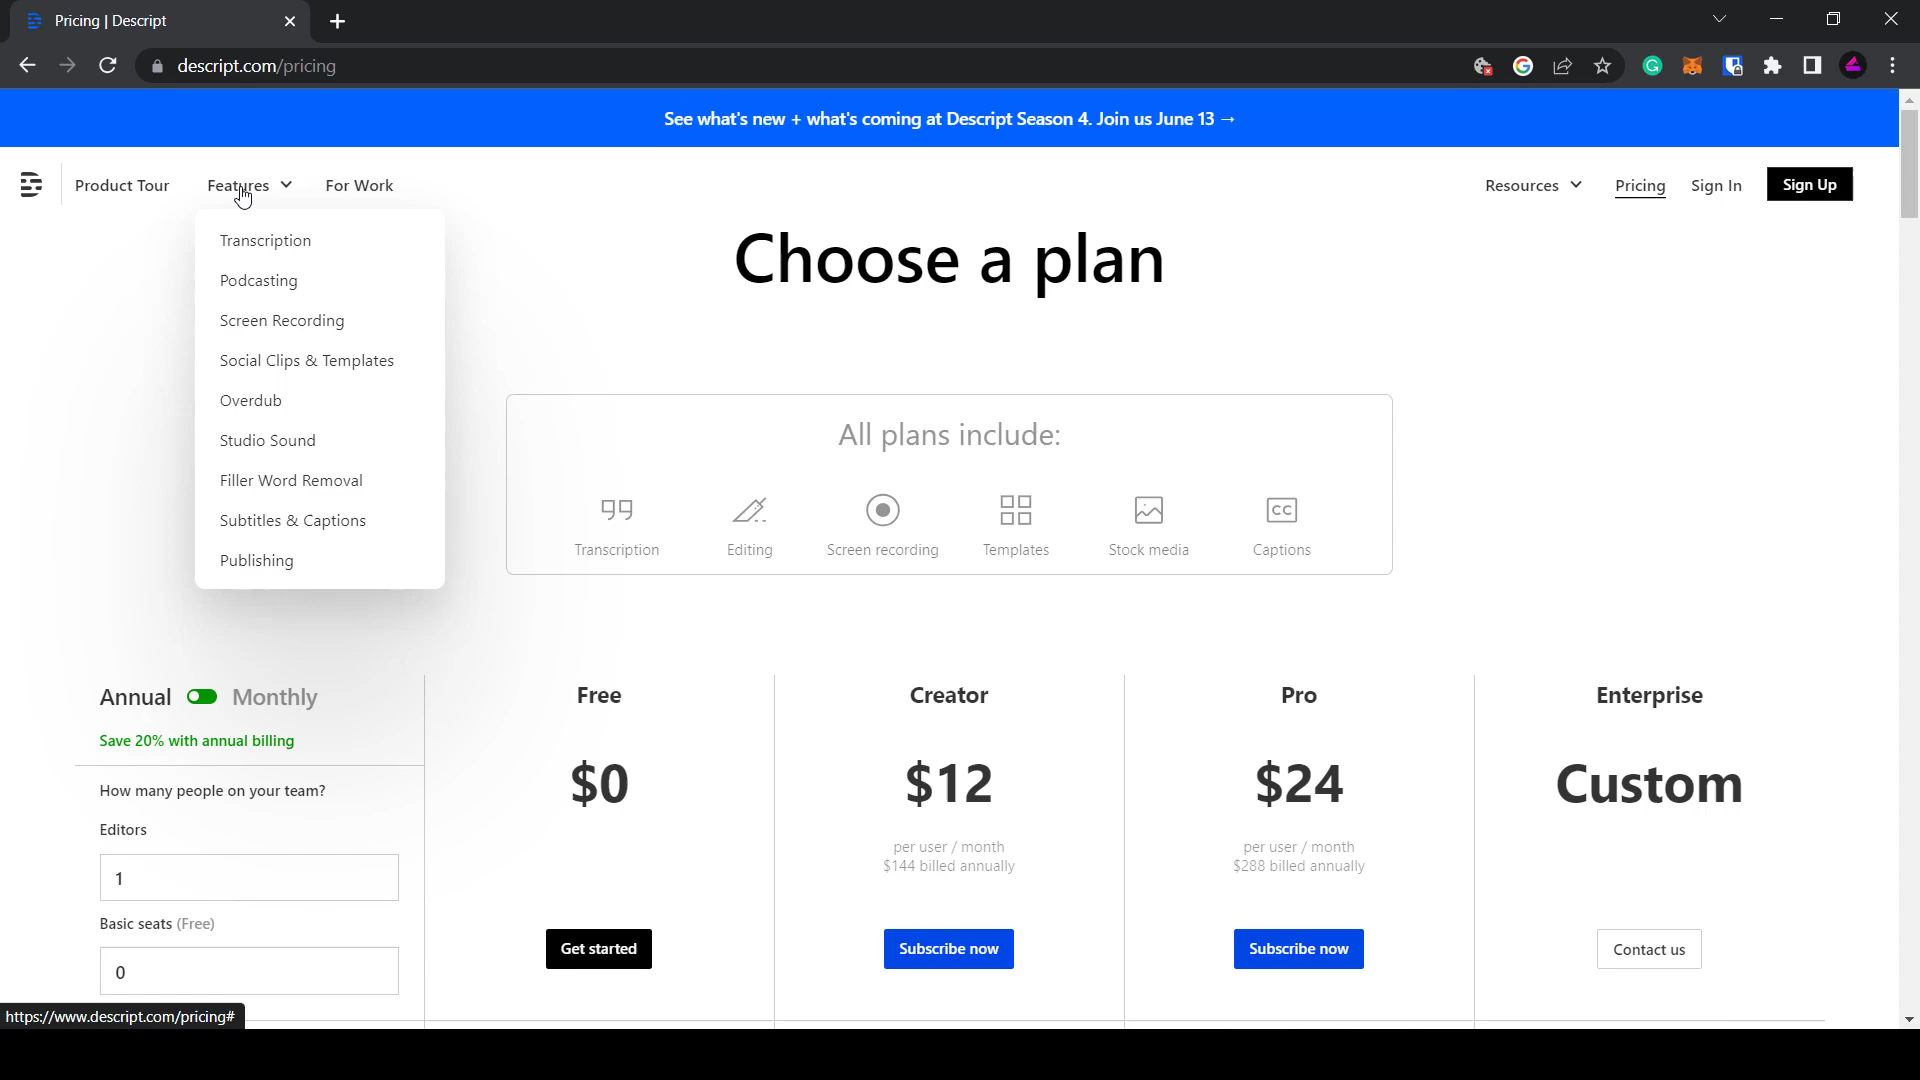 Pricing | Descript
descript.com/pricing
See what's new + what's coming at Descript Season 4. Join us June 13 →
Product Tour
Features
For Work
Resources
Pricing
Sign In
Sign Up
Transcription
Podcasting
Screen Recording
Social Clips & Templates
Overdub
Studio Sound
Filler Word Removal
Subtitles & Captions
Publishing
Choose a plan
All plans include:
Transcription
Editing
Screen recording
Templates
Stock media
CC
Captions
Annual
Monthly
Save 20% with annual billing
How many people on your team?
Editors
1
Basic seats (Free)
0
Free
$0
Get started
Creator
$12
per user / month
$144 billed annually
Subscribe now
Pro
$24
per user / month
$288 billed annually
Subscribe now
Enterprise
Custom
Contact us
https://www.descript.com/pricing#